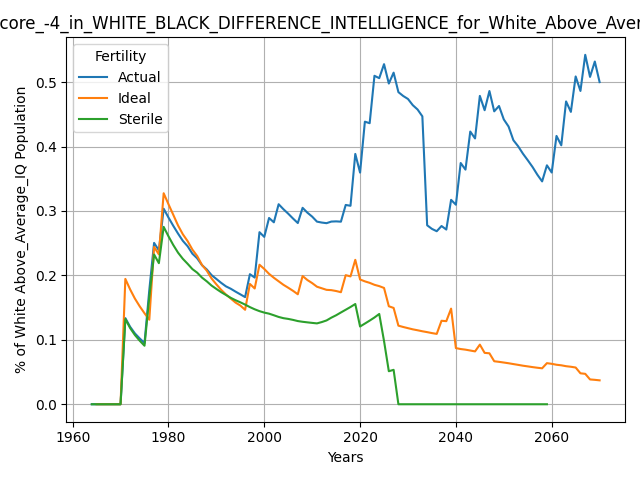 core_-4_in_WHITE_BLACK_DIFFERENCE_INTELLIGENCE_for_White_Above_Aver
Fertility
Actual
Ideal
Sterile
% of White Above_Average_IQ Population
0.5
0.4
0.3
0.2
0.1
0.0
1960 1980 2000 2020 2040 2060
Years